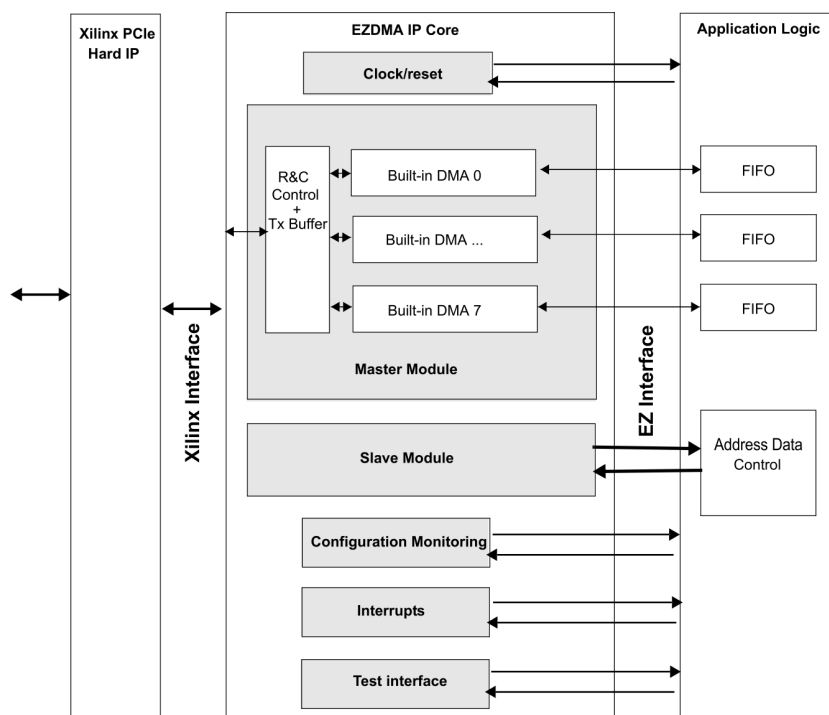 Xilinx PCIe
Hard IP
EZDMA IP Core
Application Logic
Clock/reset
R&C
Control
+
Tx Buffer
Built-in DMA 0
Built-in DMA ...
Built-in DMA 7
Master Module
FIFO
FIFO
FIFO
Xilinx Interface
EZ Interface
Slave Module
Address Data
Control
Configuration Monitoring
Interrupts
Test interface